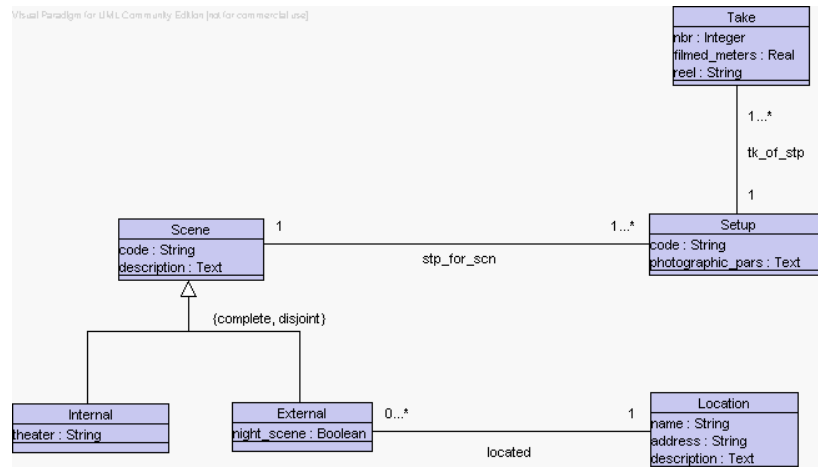 Visual Paradigm for UML Community Edition [not for commercial use]
Take
nbr : Integer
filmed_meters : Real
reel : String
1...*
tk_of_stp
1
Scene
code : String
description : Text
1
1...*
stp_for_scn
Setup
code : String
photographic_pars : Text
{complete, disjoint}
Internal
theater : String
External
night_scene : Boolean
0...*
1
located
Location
name : String
address : String
description : Text